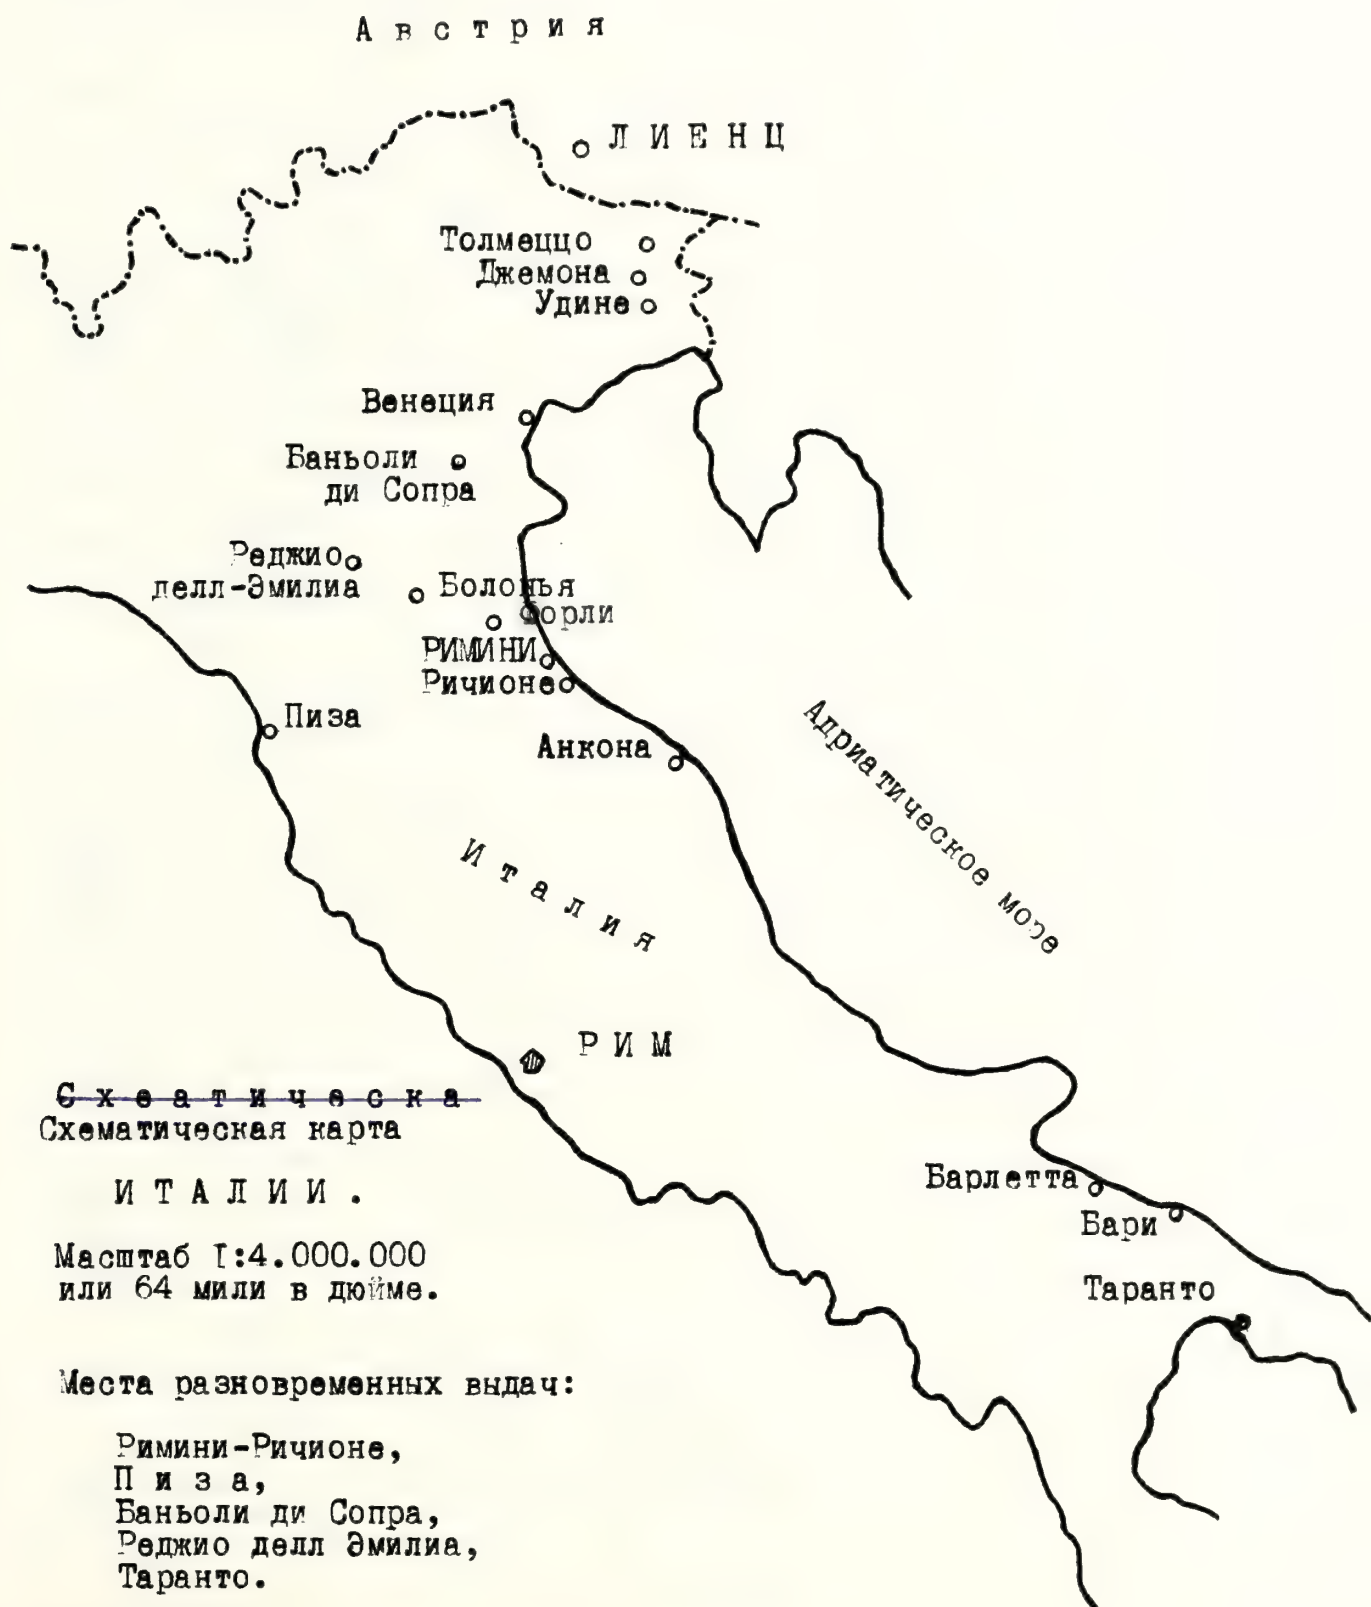 Австрия
ЛИЕНЦ
Толмеццо
Джемона
Удине
Венеция
Баньоли
ди Сопра
Реджио
делл-Эмилиа
Болонья
Форли
РИМИНИ
Ричионе
Пиза
Анкона
Адриатическое море
Италия
РИМ
Схеатическа
Схематическая карта
ИТАЛИИ.
Масштаб I:4.000.000
или 64 мили в дюйме.
Барлетта
Бари
Таранто
Места разновременных выдач:
Римини-Ричионе,
Пиза,
Баньоли ди Сопра,
Реджио делл Эмилиа,
Таранто.